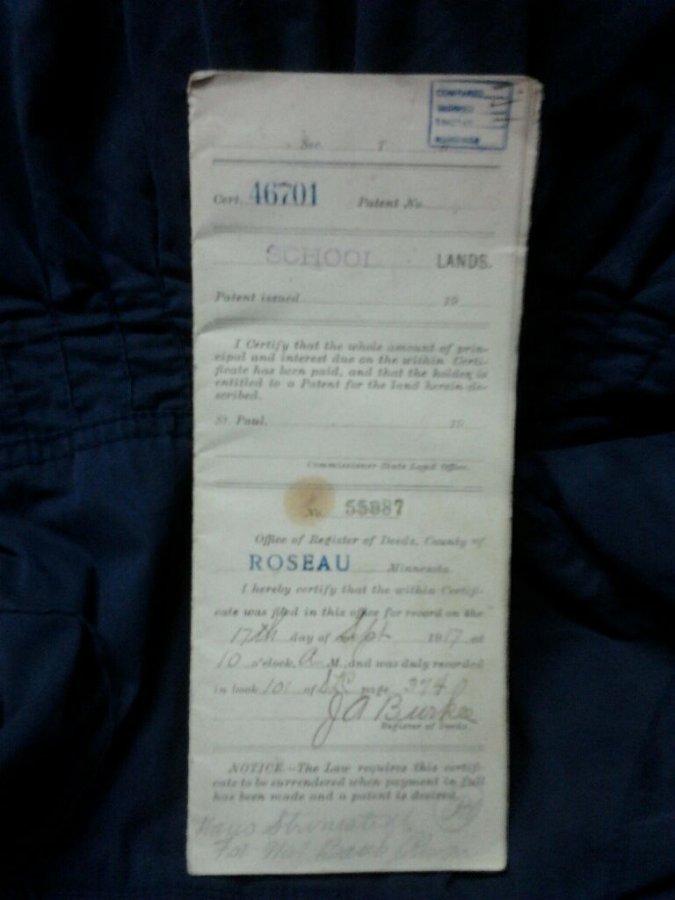 COMPARED
Sec. T
Cert. 46701 Patent No.
SCHOOL LANDS.
Patent issued 19
I Certify that the whole amount of prin-
cipal and interest due on the within Certi-
ficate has been paid, and that the holder is
entitled to a Patent for the land herein de-
scribed.
St. Paul, 19
Commissioner State Land Office.
No. 55387
Office of Register of Deeds, County of
ROSEAU Minnesota.
I hereby certify that the within Certifi-
cate was filed in this office for record on the
17th day of Sept 1917 at
10 o'clock, A M., and was duly recorded
in book 101 of page 374
J A Burke
Register of Deeds.
NOTICE.—The Law requires this certifi-
cate to be surrendered when payment in full
has been made and a patent is desired.